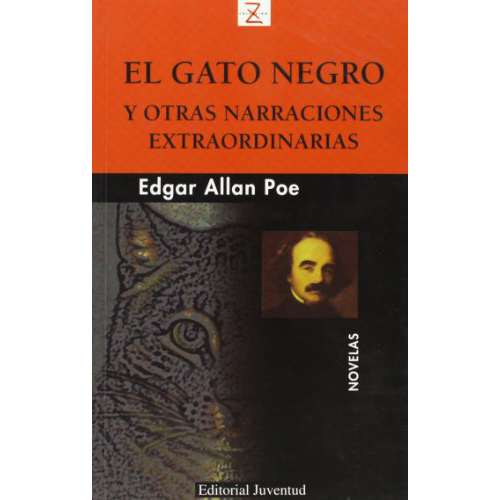 Z
EL GATO NEGRO
Y OTRAS NARRACIONES
EXTRAORDINARIAS
Edgar Allan Poe
NOVELAS
Editorial Juventud